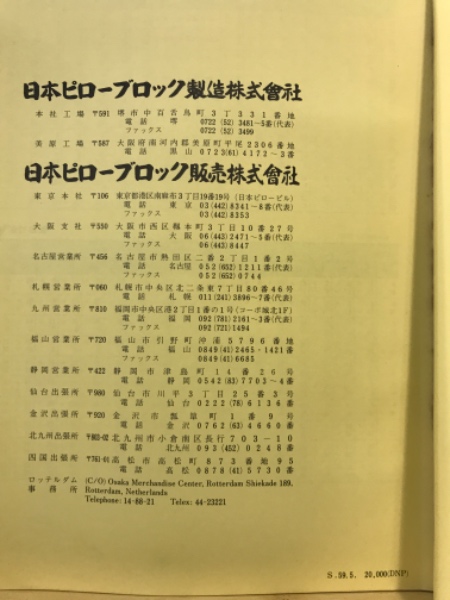 日本ピローブロック製造株式會社
本社工場 〒591 堺市中百舌鳥町3丁331番地
電話 堺 0722(52)3481~5番(代表)
ファックス 0722(52)3499
美原工場 〒587 大阪府南河内郡美原町平尾2306番地
電話 黒山 0723(61)4172~3番
日本ピローブロック販売株式會社
東京本社 〒106 東京都港区南麻布3丁目19番19号(日本ピロービル)
電話 東京 03(442)8341~8番(代表)
ファックス 03(442)8353
大阪支社 〒550 大阪市西区靱本町3丁目10番27号
電話 大阪 06(443)2471~5番(代表)
ファックス 06(443)8447
名古屋営業所 〒456 名古屋市熱田区二番2丁目1番2号
電話 名古屋 052(652)1211番(代表)
ファックス 052(652)0744
札幌営業所 〒060 札幌市中央区北二条東7丁目80番46号
電話 札幌 011(241)3896~7番(代表)
九州営業所 〒810 福岡市中央区港2丁目1番の1号(コーポ城北1F)
電話 福岡 092(781)2161~3番(代表)
ファックス 092(721)1494
福山営業所 〒720 福山市引野町沖浦5796番地
電話 福山 0849(41)2465・1421番
ファックス 0849(41)6685
静岡営業所 〒422 静岡市津島町14番26号
電話 静岡 0542(83)7703~4番
仙台出張所 〒980 仙台市川平3丁目25番3号
電話 仙台 0222(78)6136番
金沢出張所 〒920 金沢市瓢箪町1番9号
電話 金沢 0762(63)4660番
北九州出張所 〒803-02 北九州市小倉南区長行703-10
電話 北九州 093(452)0248番
四国出張所 〒761-01 高松市高松町873番地95
電話 高松 0878(41)5730番
ロッテルダム (C/O) Osaka Merchandise Center, Rotterdam Shiekade 189,
事務所 Rotterdam, Netherlands
Telephone: 14-88-21 Telex: 44-23221
S.59.5. 20,000(DNP)